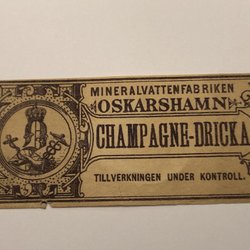 MINERALVATTENFABRIKEN
OSKARSHAMN
CHAMPAGNE-DRICKA
TILLVERKNINGEN UNDER KONTROLL.